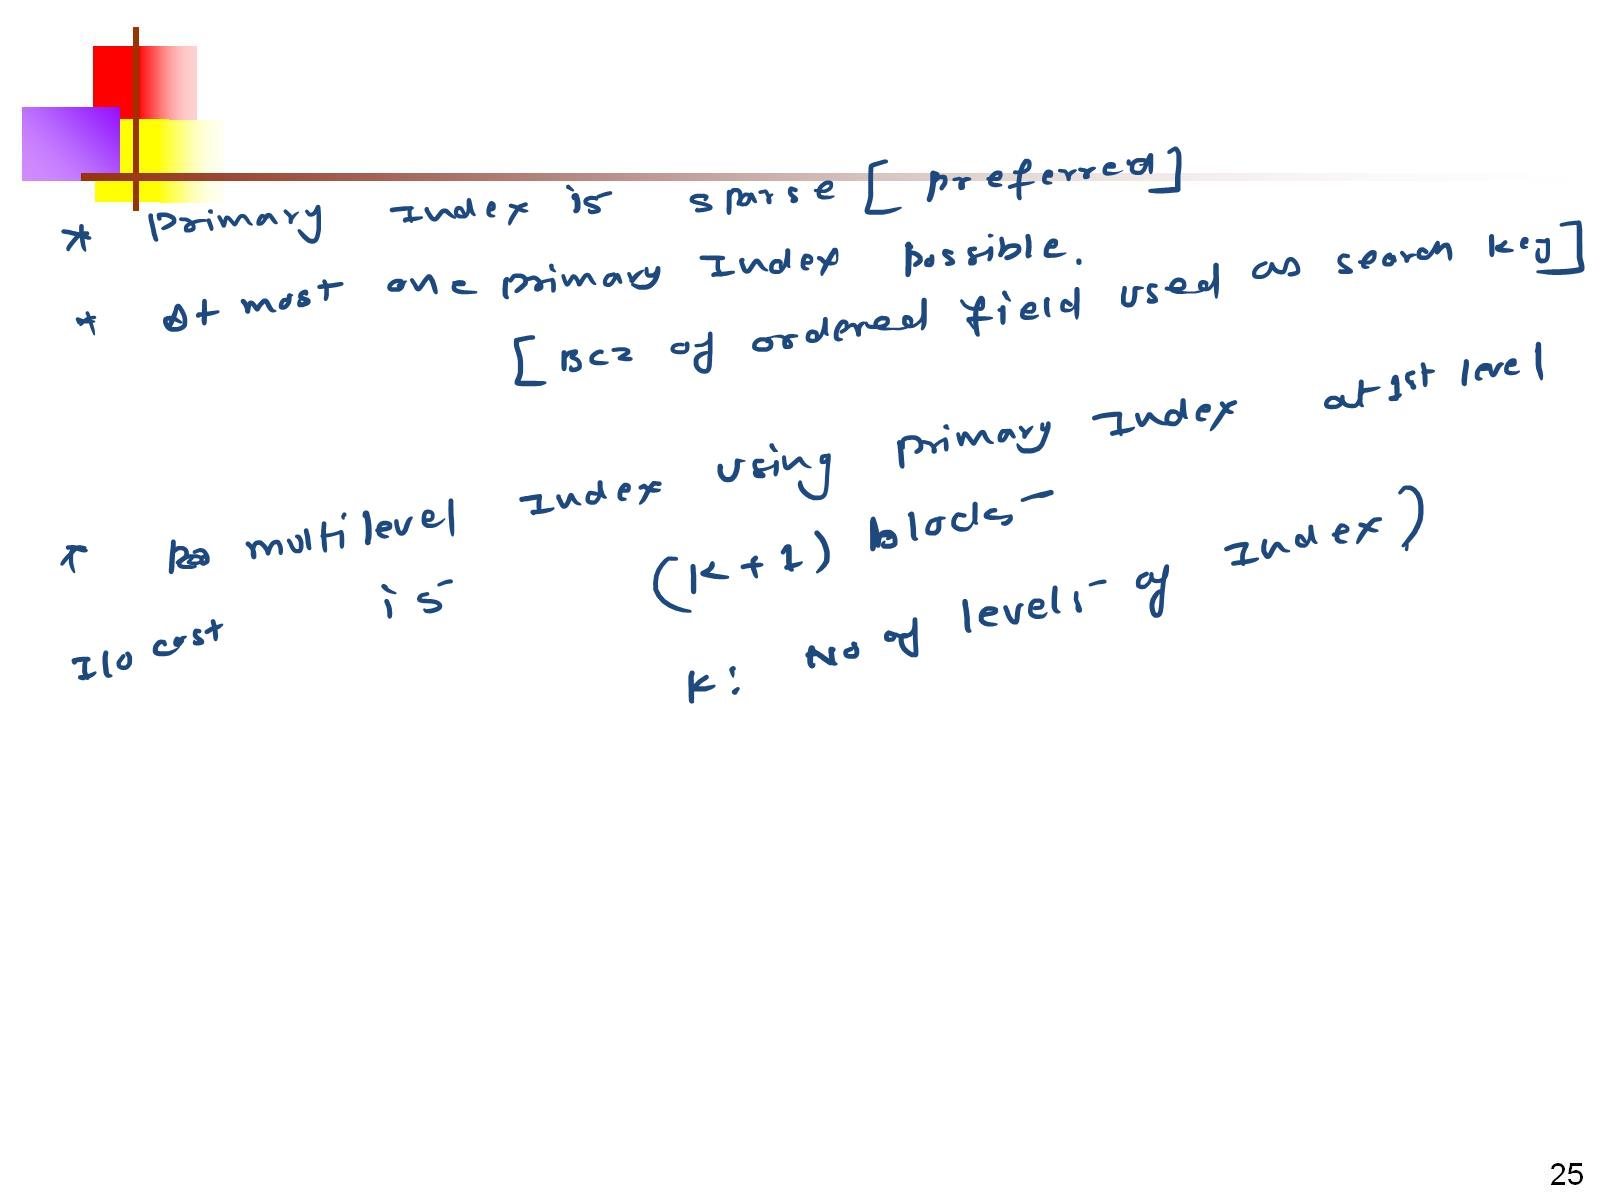 * Primary Index is sparse [preferred]
* At most one primary Index possible.
[Bcz of ordered field used as search key]
* multilevel Index using primary Index at 1st level
I/0 cost is (K+1) blocks
K: No of levels of Index)
25